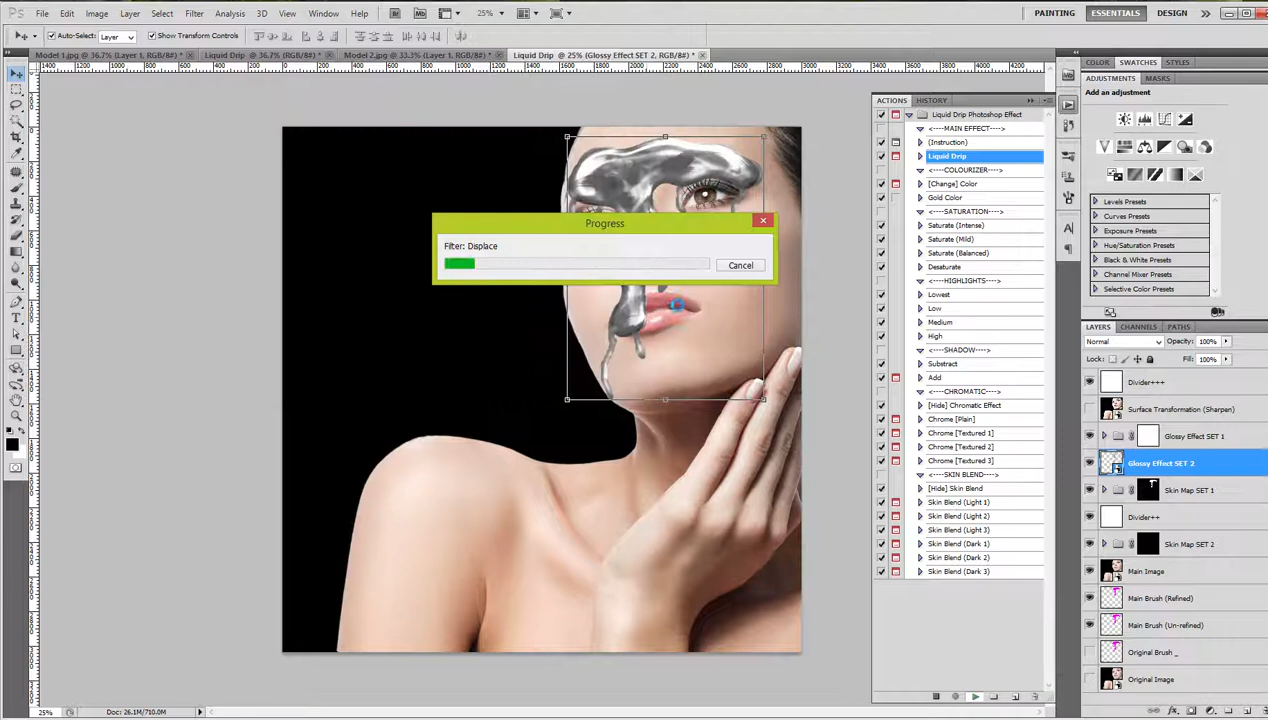 PS File Edit Image Layer Select Filter Analysis 3D View Window Help Br Mb 25% PAINTING ESSENTIALS DESIGN
Auto-Select: Layer Show Transform Controls
Model 1.jpg @ 36.7% (Layer 1, RGB/8#) * Liquid Drip @ 36.7% (RGB/8#) * Model 2.jpg @ 33.3% (Layer 1, RGB/8#) * Liquid Drip @ 25% (Glossy Effect SET 2, RGB/8#) *
Progress
Filter: Displace
Cancel
25% Doc: 26.1M/710.0M
ACTIONS HISTORY
Liquid Drip Photoshop Effect
<----MAIN EFFECT---->
(Instruction)
Liquid Drip
<----COLOURIZER---->
[Change] Color
Gold Color
<----SATURATION---->
Saturate (Intense)
Saturate (Mild)
Saturate (Balanced)
Desaturate
<----HIGHLIGHTS---->
Lowest
Low
Medium
High
<----SHADOW---->
Substract
Add
<----CHROMATIC---->
[Hide] Chromatic Effect
Chrome [Plain]
Chrome [Textured 1]
Chrome [Textured 2]
Chrome [Textured 3]
<----SKIN BLEND---->
[Hide] Skin Blend
Skin Blend (Light 1)
Skin Blend (Light 2)
Skin Blend (Light 3)
Skin Blend (Dark 1)
Skin Blend (Dark 2)
Skin Blend (Dark 3)
COLOR SWATCHES STYLES
ADJUSTMENTS MASKS
Add an adjustment
Levels Presets
Curves Presets
Exposure Presets
Hue/Saturation Presets
Black & White Presets
Channel Mixer Presets
Selective Color Presets
LAYERS CHANNELS PATHS
Normal Opacity: 100%
Lock: Fill: 100%
Divider+++
Surface Transformation (Sharpen)
Glossy Effect SET 1
Glossy Effect SET 2
Skin Map SET 1
Divider++
Skin Map SET 2
Main Image
Main Brush (Refined)
Main Brush (Un-refined)
Original Brush _
Original Image